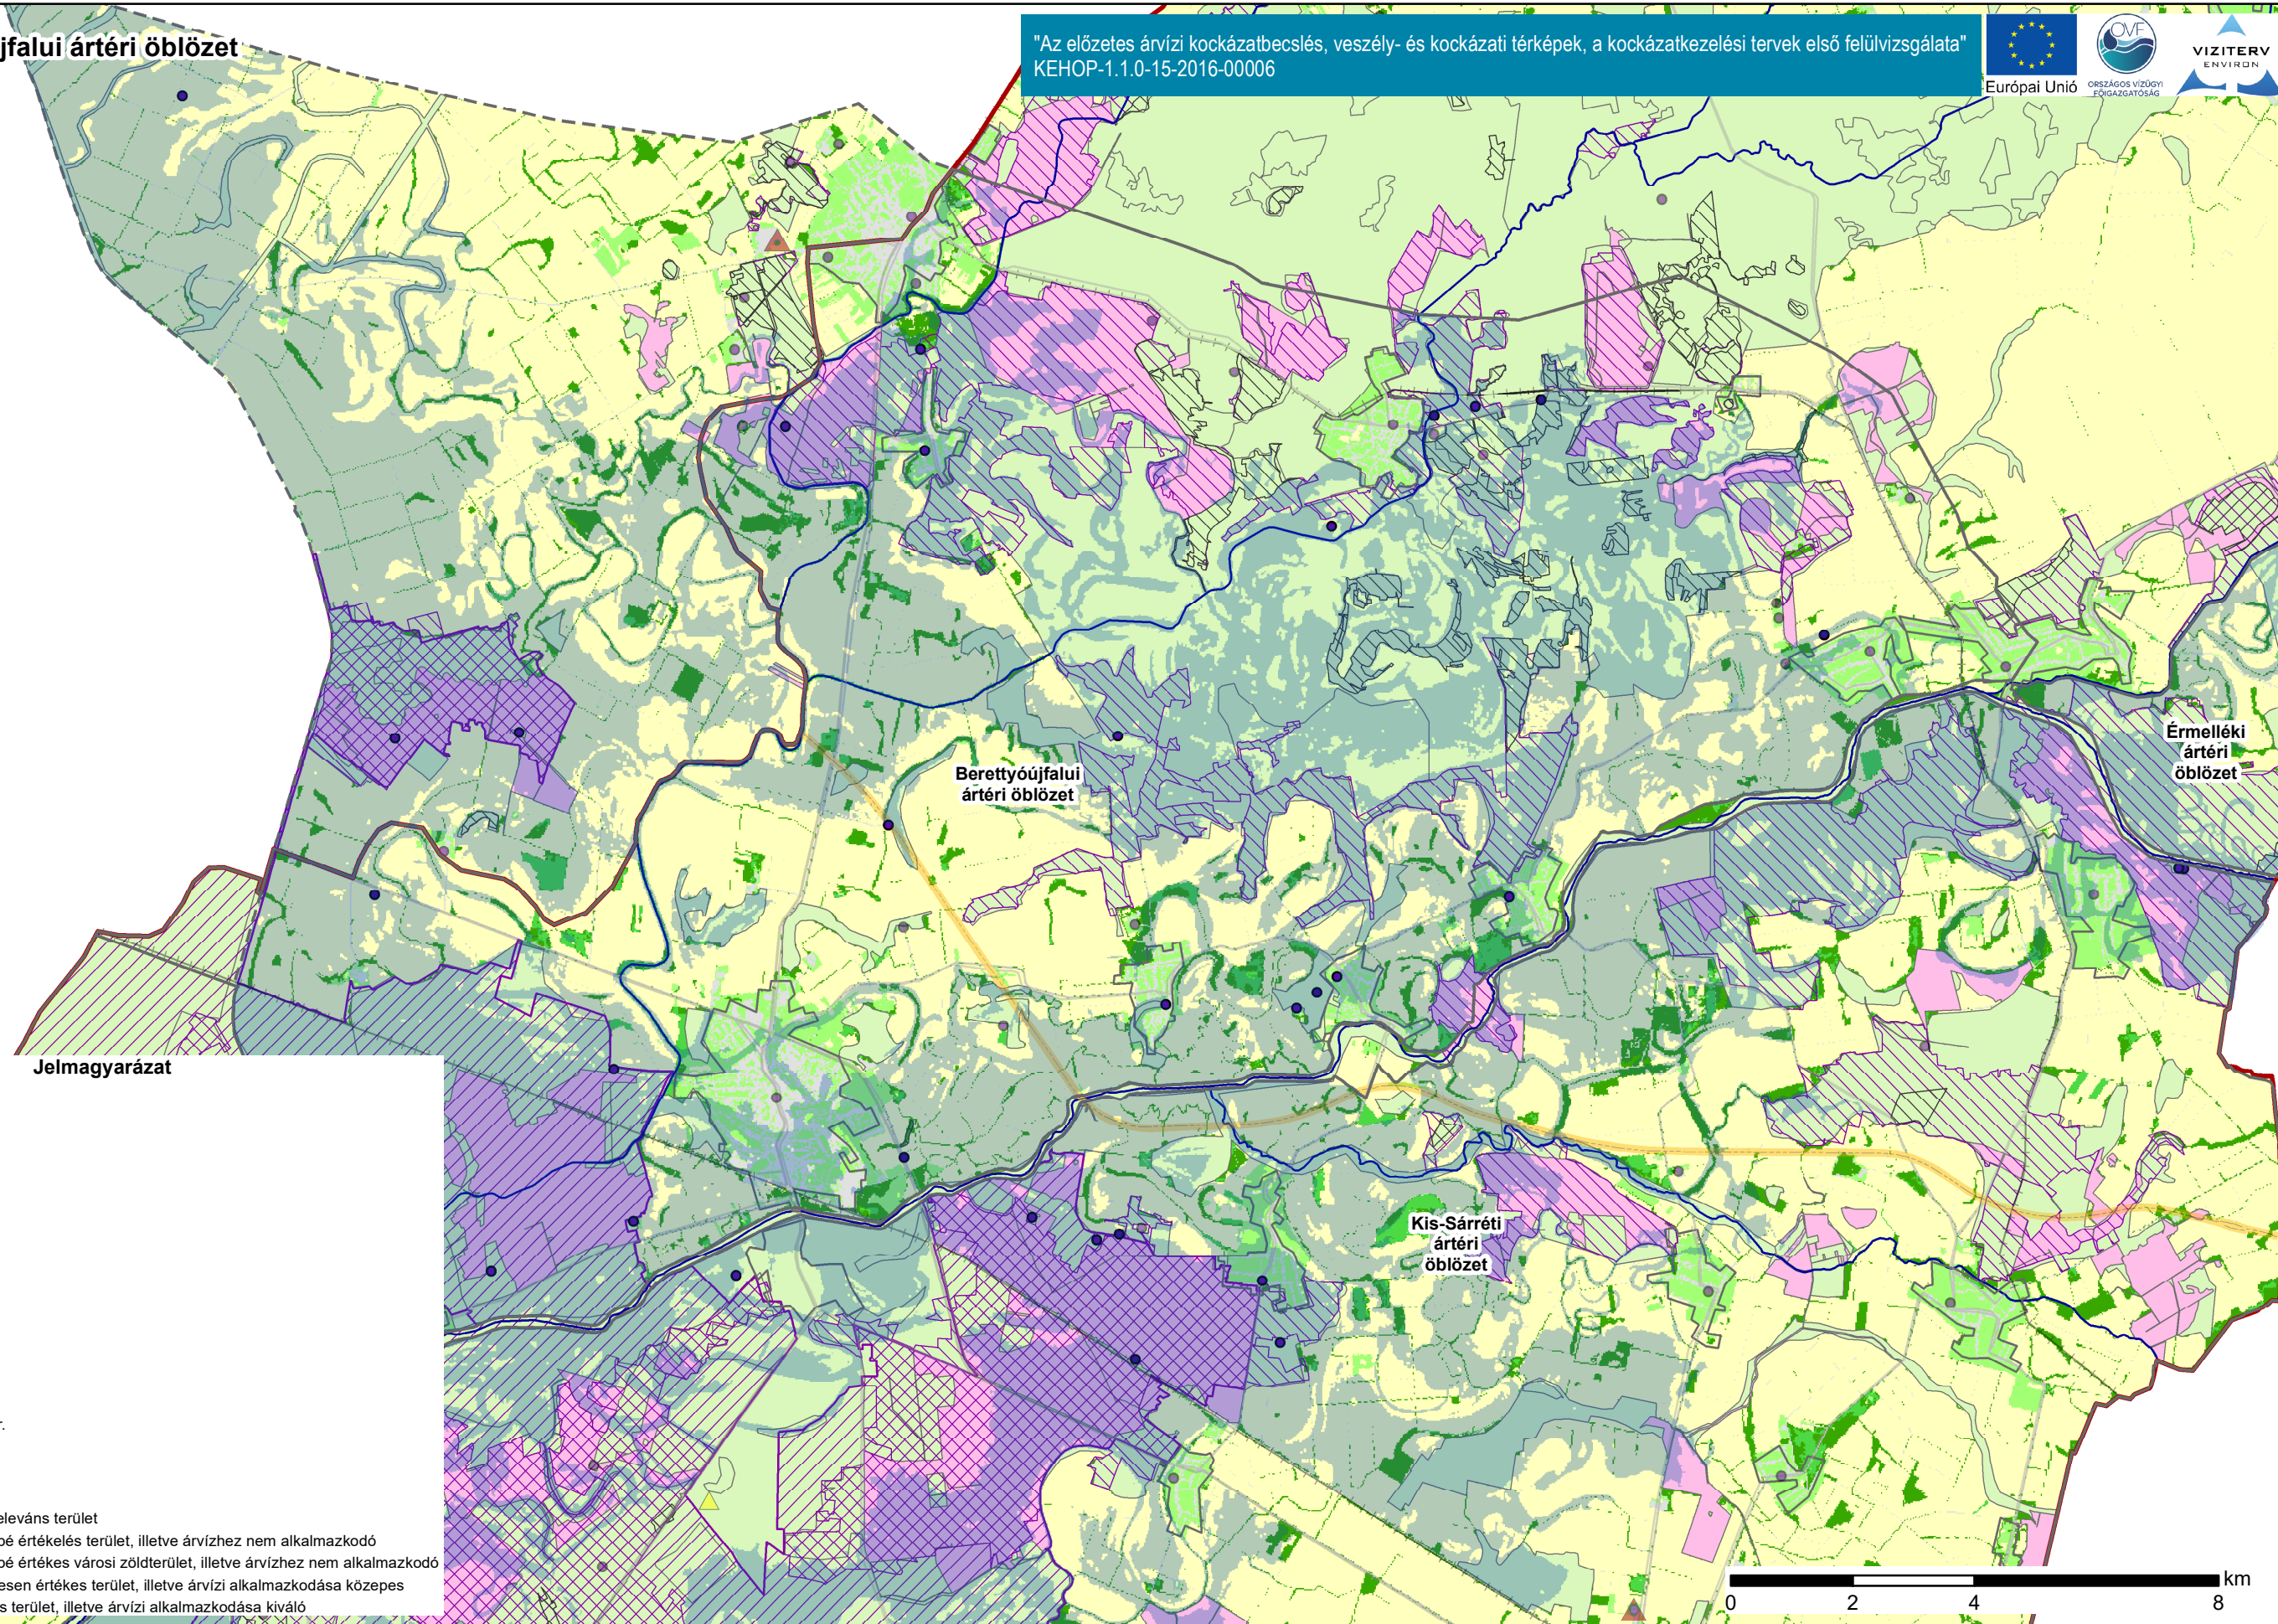 jfalui ártéri öblözet
"Az előzetes árvízi kockázatbecslés, veszély- és kockázati térképek, a kockázatkezelési tervek első felülvizsgálata"
KEHOP-1.1.0-15-2016-00006
Európai Unió
OVF
ORSZÁGOS VÍZÜGYI
FŐIGAZGATÓSÁG
VIZITERV
ENVIRON
Érmelléki
ártéri
öblözet
Berettyóújfalui
ártéri öblözet
Kis-Sárréti
ártéri
öblözet
Jelmagyarázat
r.
eleváns terület
bé értékelés terület, illetve árvízhez nem alkalmazkodó
bé értékes városi zöldterület, illetve árvízhez nem alkalmazkodó
esen értékes terület, illetve árvízi alkalmazkodása közepes
s terület, illetve árvízi alkalmazkodása kiváló
km
0 2 4 8